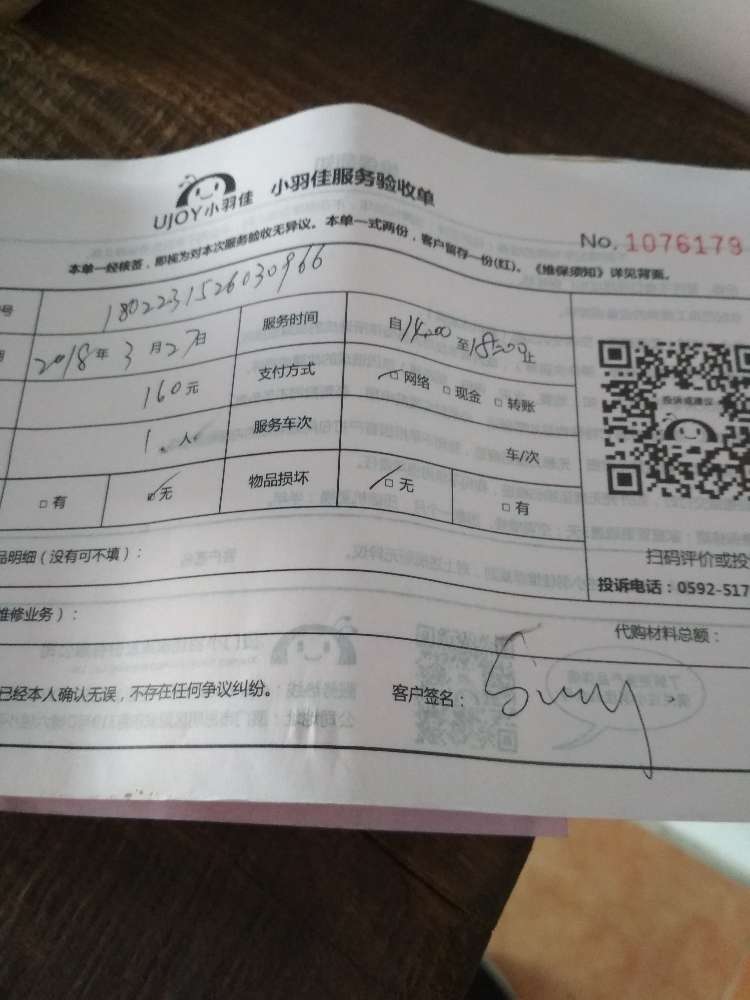 UJOY小羽佳 小羽佳服务验收单
No. 1076179
本单一经核签，即视为对本次服务验收无异议。本单一式两份，客户留存一份(红)。《维保须知》详见背面。
号 1802231526030966
2018年3月27日 服务时间 自14:00至18:00止
160元 支付方式 □网络 □现金 □转账
1人 服务车次 车/次
□有 □无 物品损坏 □无 □有
投诉或建议
品明细（没有可不填）：
扫码评价或投
投诉电话：0592-517
维修业务）：
代购材料总额：
已经本人确认无误，不存在任何争议纠纷。 客户签名：